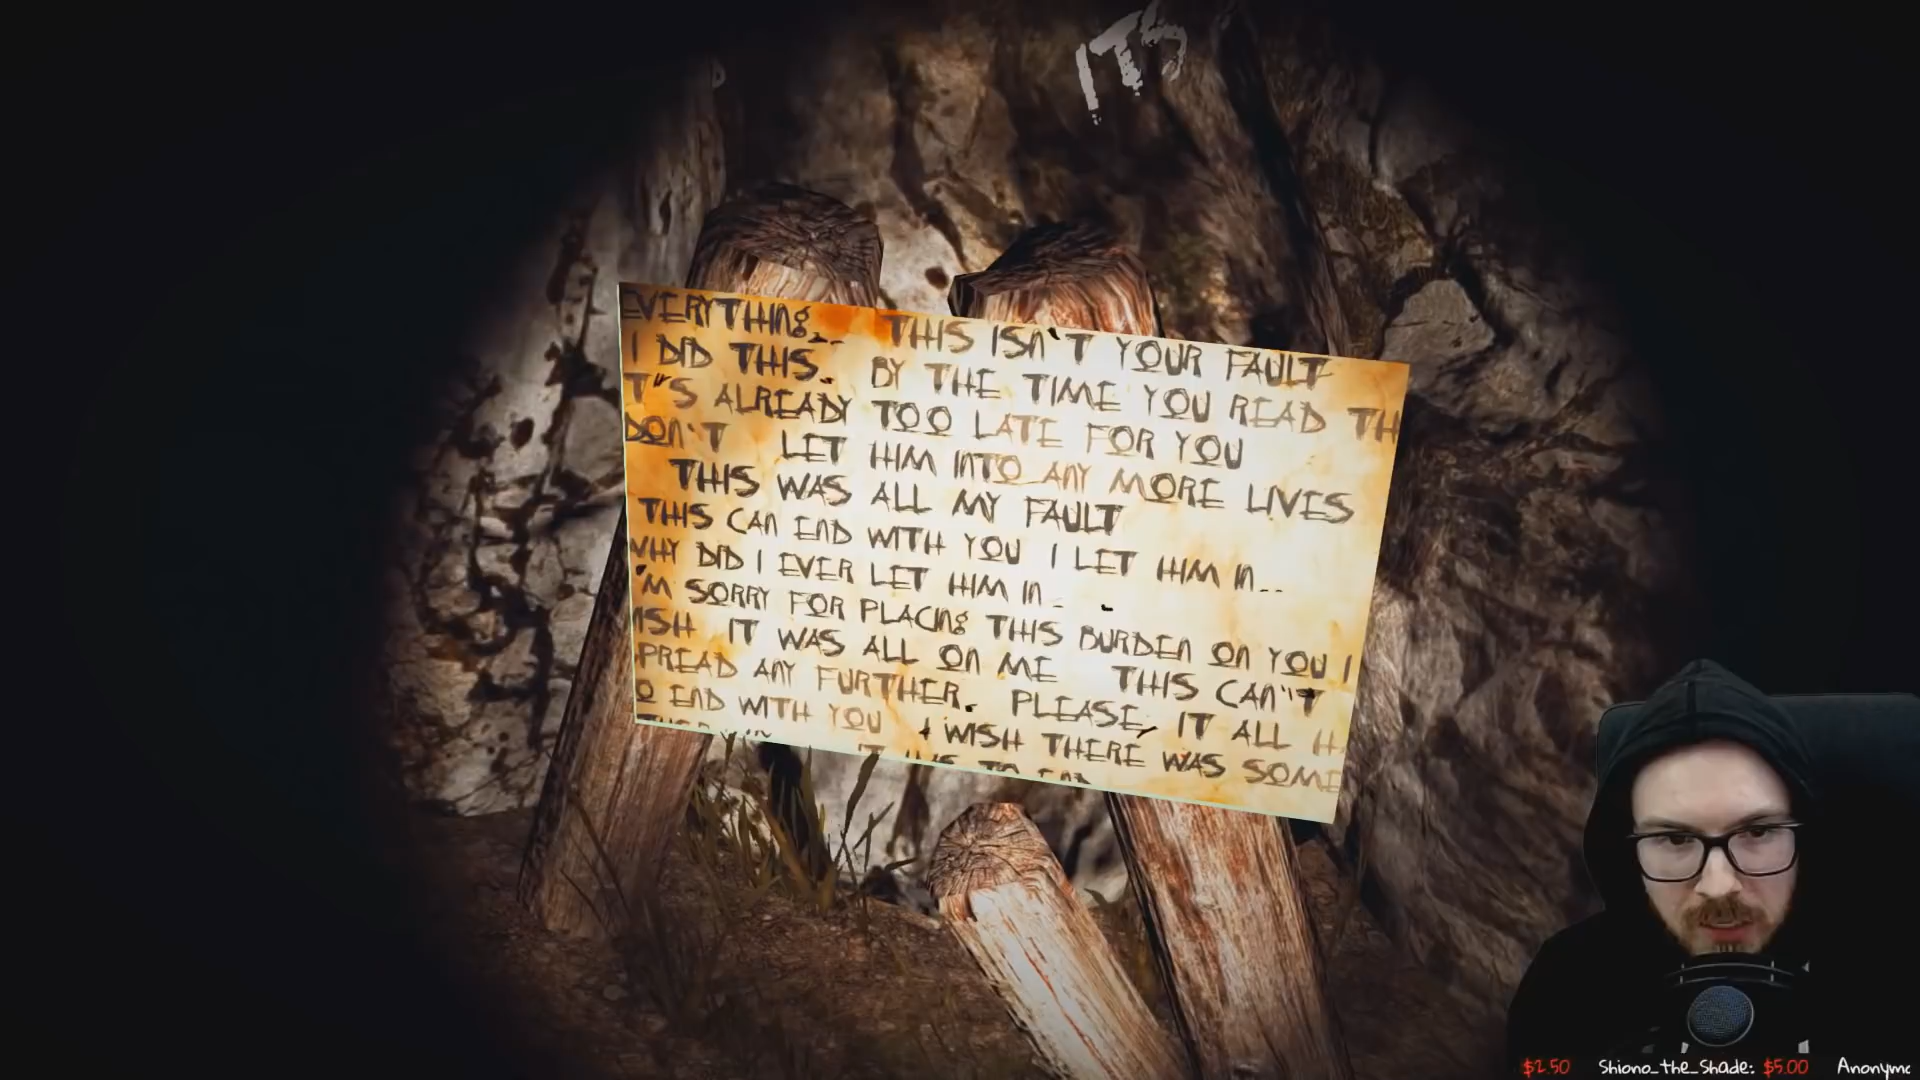 ITS
EVERYTHING... THIS ISN'T YOUR FAULT
I DID THIS. BY THE TIME YOU READ TH
T'S ALREADY TOO LATE FOR YOU
DON'T LET HIM INTO ANY MORE LIVES
THIS WAS ALL MY FAULT
THIS CAN END WITH YOU I LET HIM IN...
WHY DID I EVER LET HIM IN..
'M SORRY FOR PLACING THIS BURDEN ON YOU I
ISH IT WAS ALL ON ME THIS CAN'T
PREAD ANY FURTHER. PLEASE, IT ALL HA
O END WITH YOU I WISH THERE WAS SOME
$2.50 Shiono_the_Shade: $5.00 Anonymo